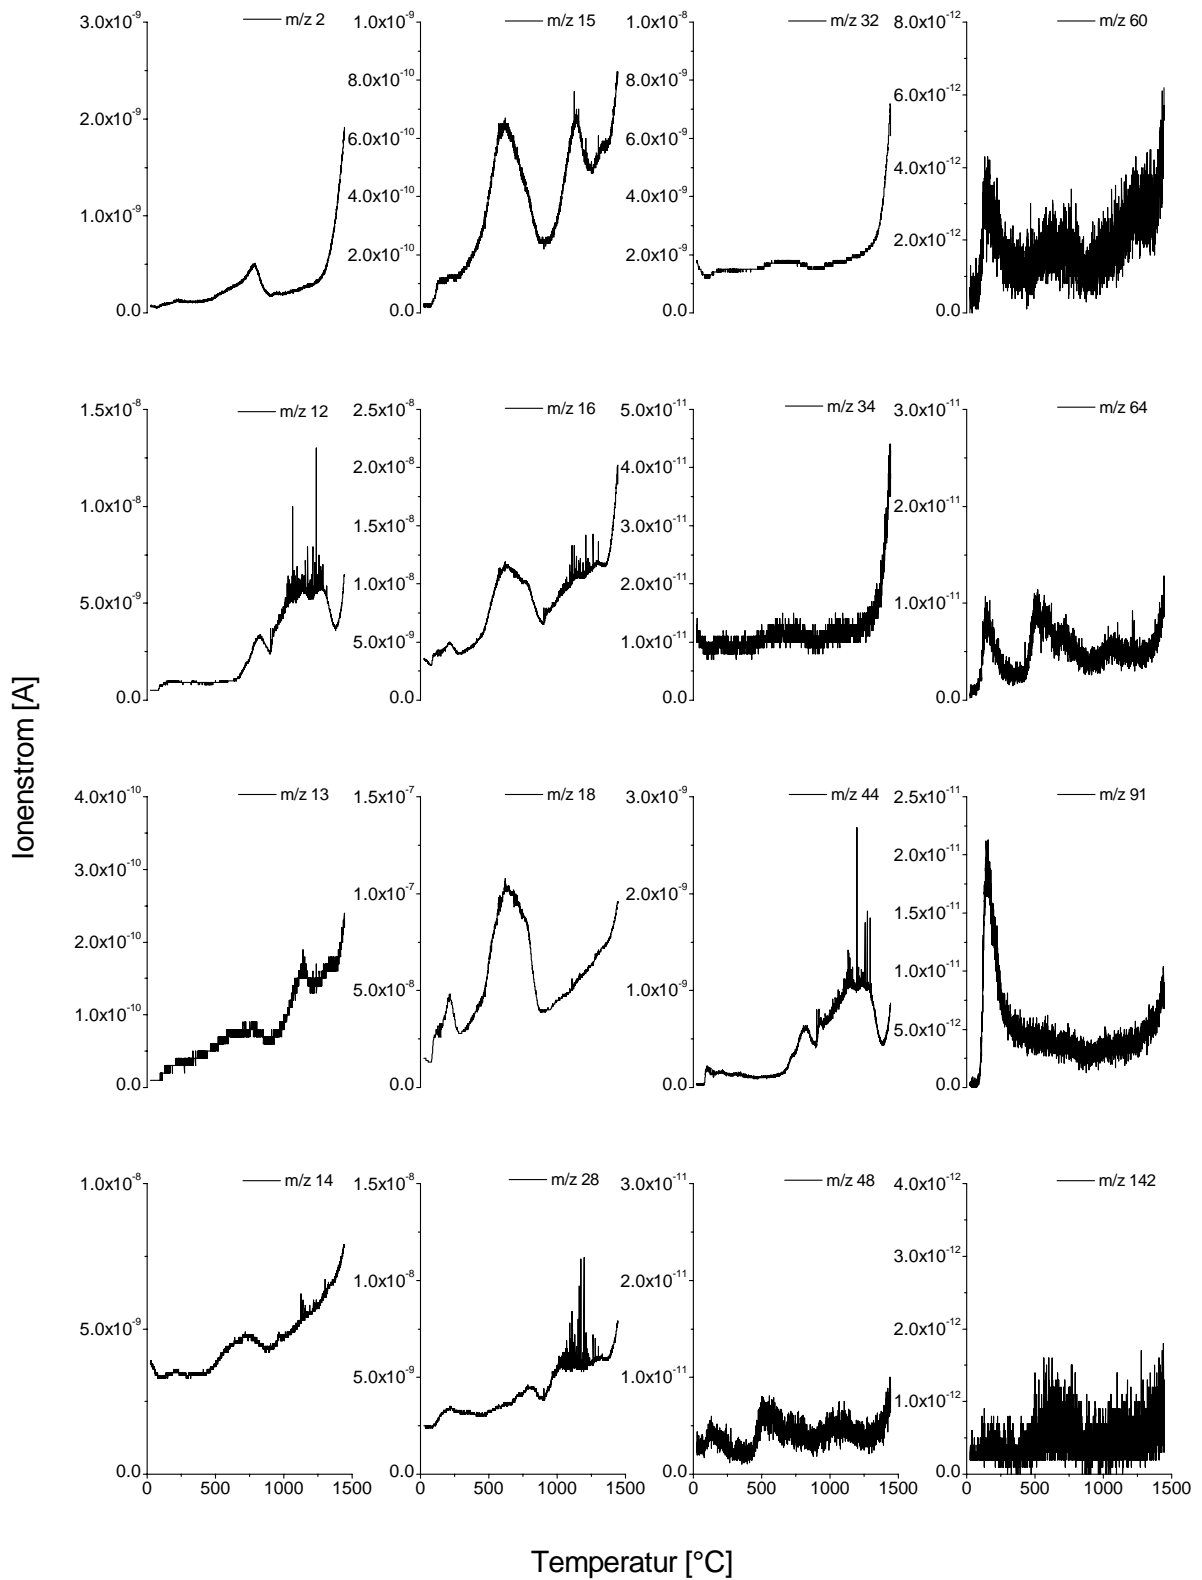 Ionenstrom [A]
m/z 2
3.0x10⁻⁹
2.0x10⁻⁹
1.0x10⁻⁹
0.0
m/z 15
1.0x10⁻⁹
8.0x10⁻¹⁰
6.0x10⁻¹⁰
4.0x10⁻¹⁰
2.0x10⁻¹⁰
0.0
m/z 32
1.0x10⁻⁸
8.0x10⁻⁹
6.0x10⁻⁹
4.0x10⁻⁹
2.0x10⁻⁹
0.0
m/z 60
8.0x10⁻¹²
6.0x10⁻¹²
4.0x10⁻¹²
2.0x10⁻¹²
0.0
m/z 12
1.5x10⁻⁸
1.0x10⁻⁸
5.0x10⁻⁹
0.0
m/z 16
2.5x10⁻⁸
2.0x10⁻⁸
1.5x10⁻⁸
1.0x10⁻⁸
5.0x10⁻⁹
0.0
m/z 34
5.0x10⁻¹¹
4.0x10⁻¹¹
3.0x10⁻¹¹
2.0x10⁻¹¹
1.0x10⁻¹¹
0.0
m/z 64
3.0x10⁻¹¹
2.0x10⁻¹¹
1.0x10⁻¹¹
0.0
m/z 13
4.0x10⁻¹⁰
3.0x10⁻¹⁰
2.0x10⁻¹⁰
1.0x10⁻¹⁰
0.0
m/z 18
1.5x10⁻⁷
1.0x10⁻⁷
5.0x10⁻⁸
0.0
m/z 44
3.0x10⁻⁹
2.0x10⁻⁹
1.0x10⁻⁹
0.0
m/z 91
2.5x10⁻¹¹
2.0x10⁻¹¹
1.5x10⁻¹¹
1.0x10⁻¹¹
5.0x10⁻¹²
0.0
m/z 14
1.0x10⁻⁸
5.0x10⁻⁹
0.0
0 500 1000 1500
m/z 28
1.5x10⁻⁸
1.0x10⁻⁸
5.0x10⁻⁹
0.0
0 500 1000 1500
m/z 48
3.0x10⁻¹¹
2.0x10⁻¹¹
1.0x10⁻¹¹
0.0
0 500 1000 1500
m/z 142
4.0x10⁻¹²
3.0x10⁻¹²
2.0x10⁻¹²
1.0x10⁻¹²
0.0
0 500 1000 1500
Temperatur [°C]